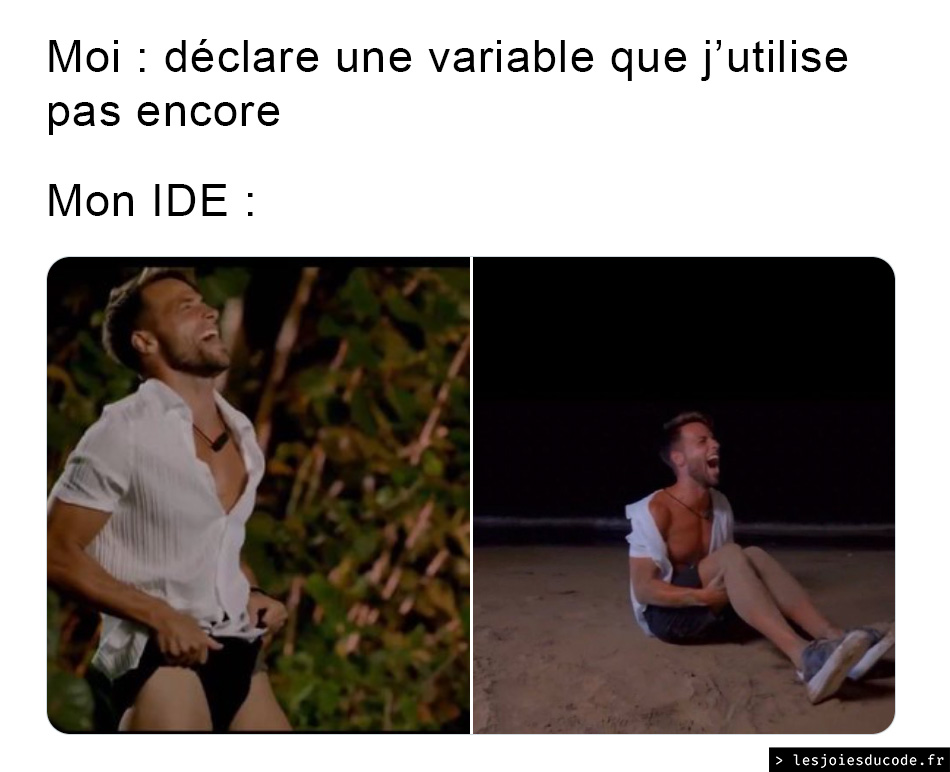 Moi : déclare une variable que j’utilise
pas encore
Mon IDE :
> lesjoiesducode.fr